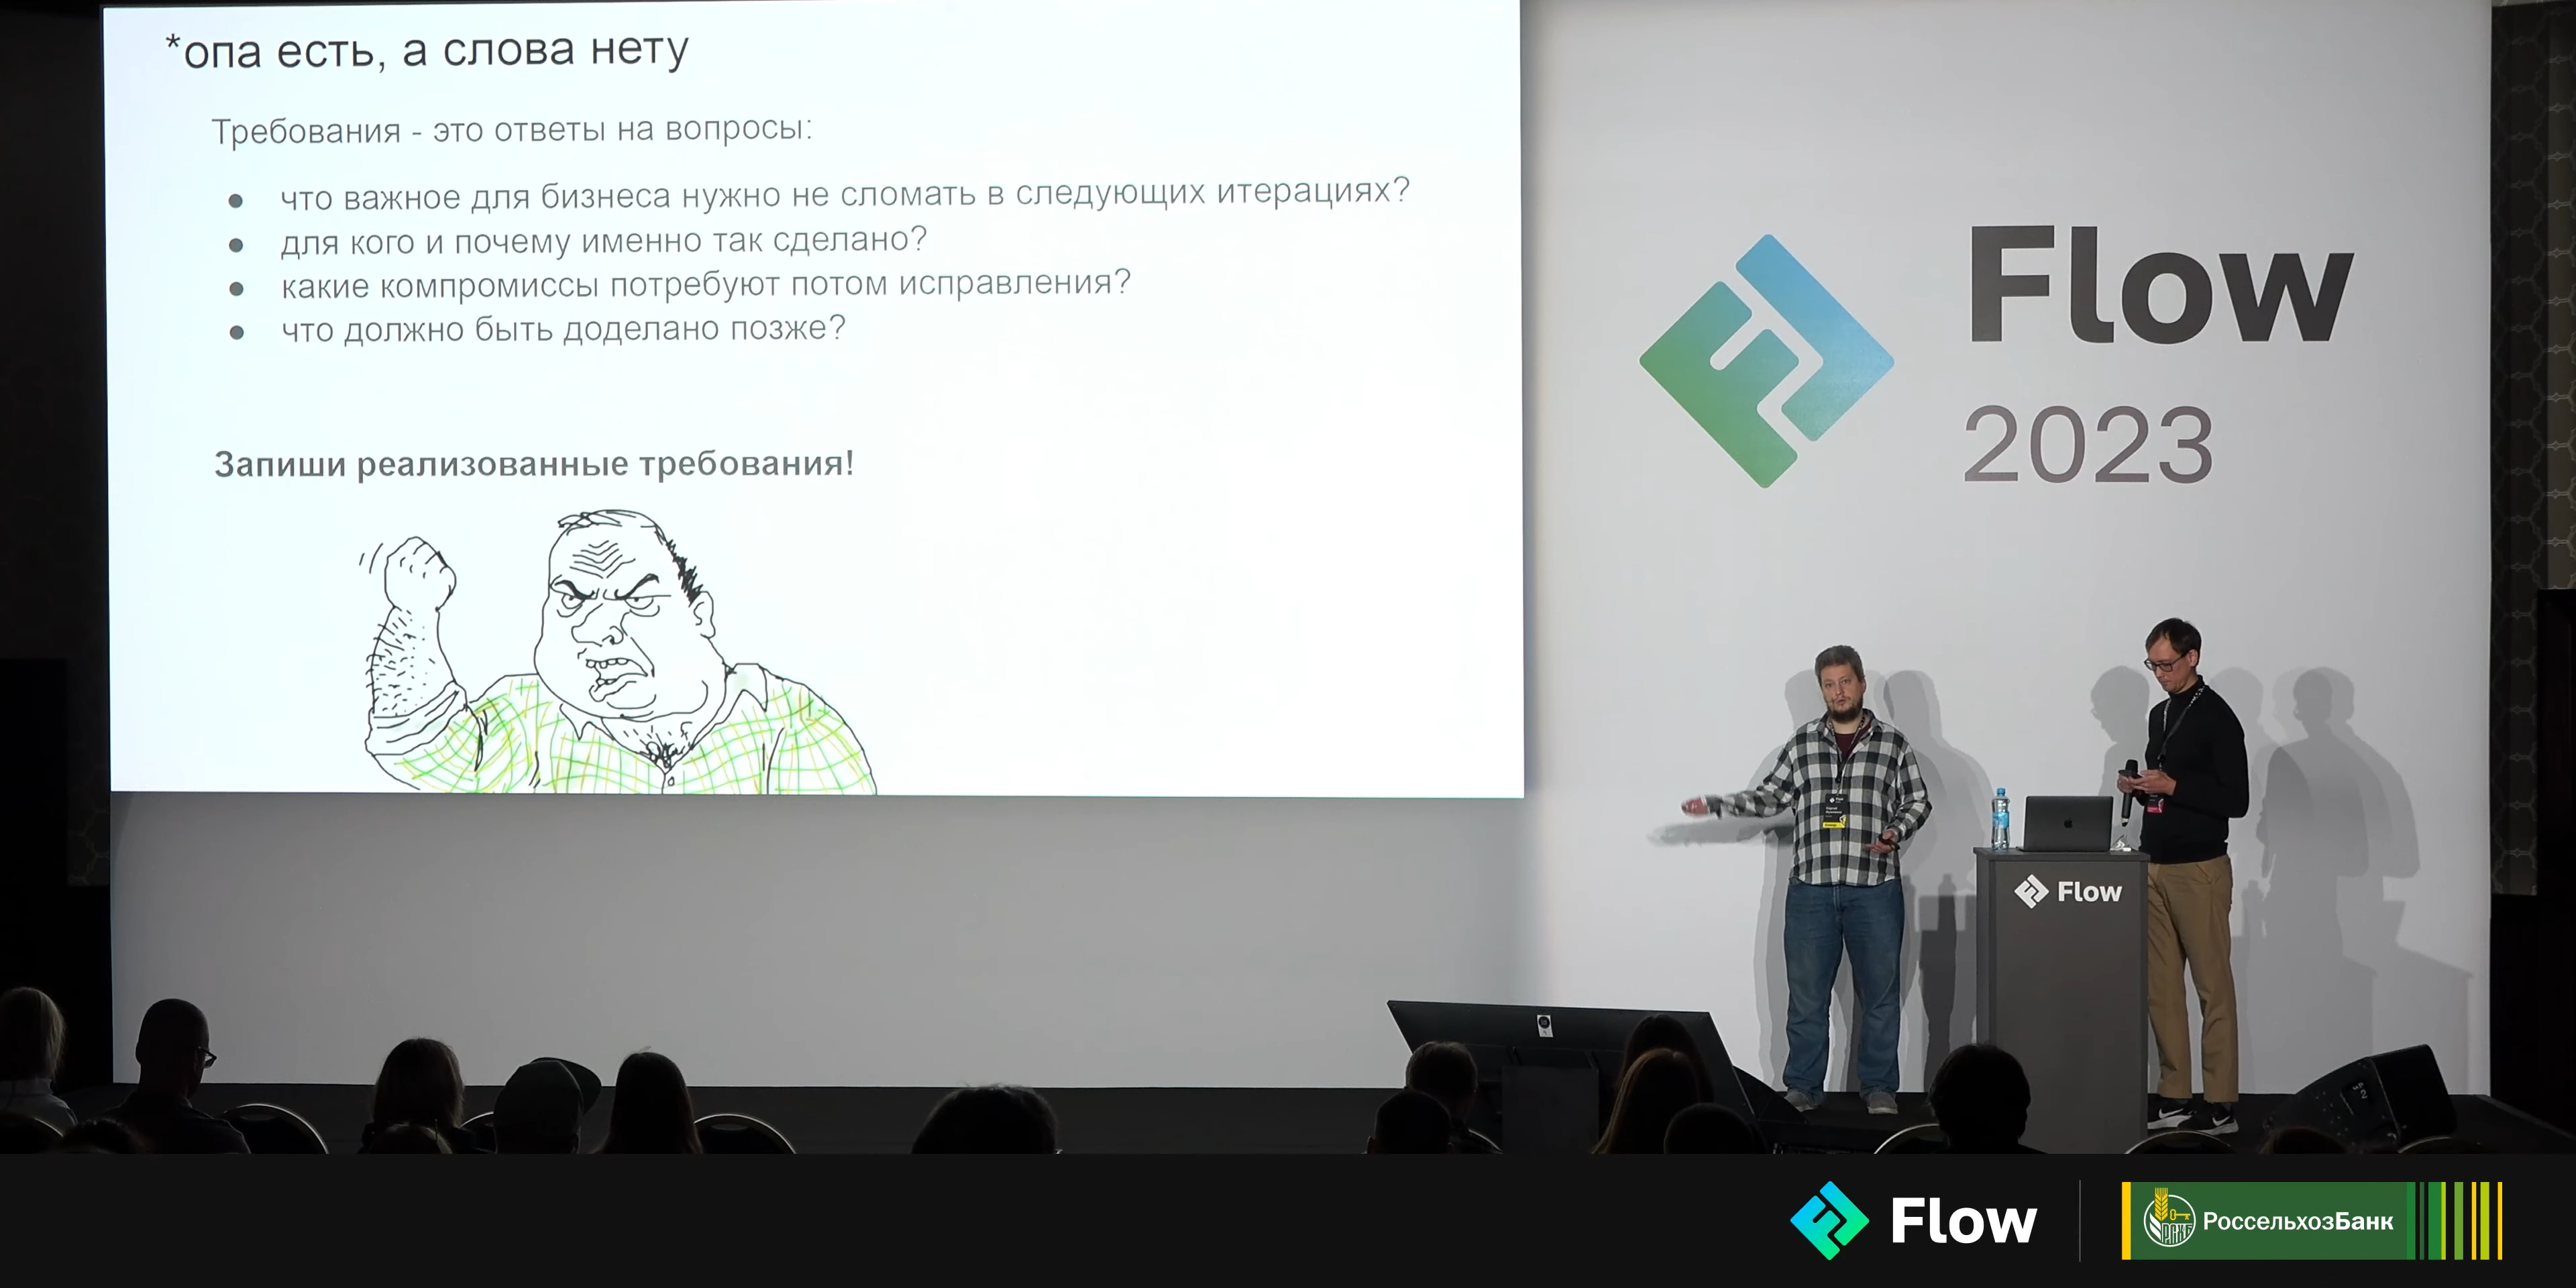 *опа есть, а слова нету
Требования - это ответы на вопросы:
● что важное для бизнеса нужно не сломать в следующих итерациях?
● для кого и почему именно так сделано?
● какие компромиссы потребуют потом исправления?
● что должно быть доделано позже?
Запиши реализованные требования!
Flow
2023
Flow
Flow
РоссельхозБанк